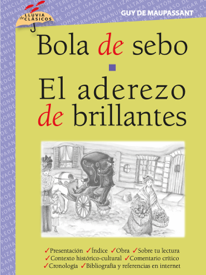 LLUVIA DE CLÁSICOS
GUY DE MAUPASSANT
Bola de sebo
El aderezo
de brillantes
✓Presentación ✓Índice ✓Obra ✓Sobre tu lectura
✓Contexto histórico-cultural ✓Comentario crítico
✓Cronología ✓Bibliografía y referencias en internet